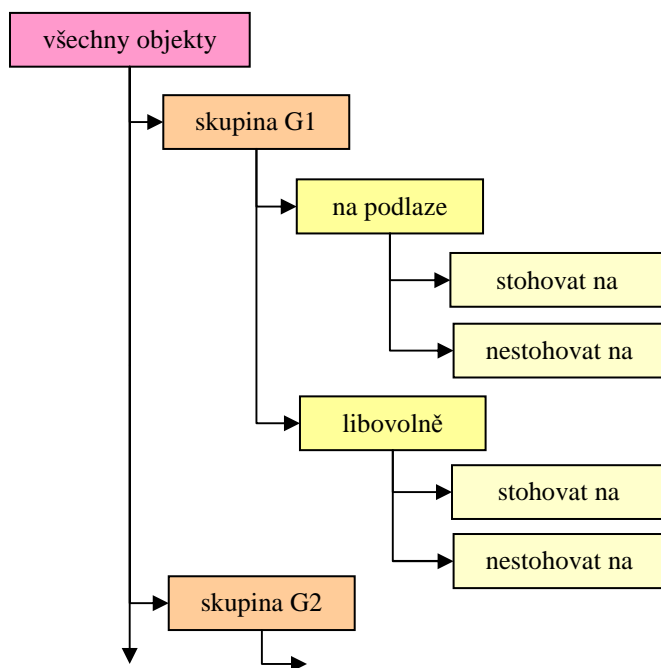 všechny objekty
skupina G1
na podlaze
stohovat na
nestohovat na
libovolně
stohovat na
nestohovat na
skupina G2